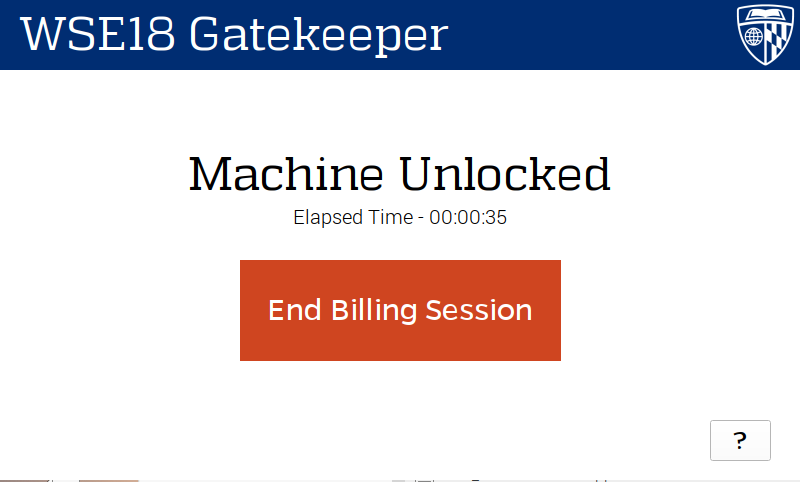 WSE18 Gatekeeper
Machine Unlocked
Elapsed Time - 00:00:35
End Billing Session
?